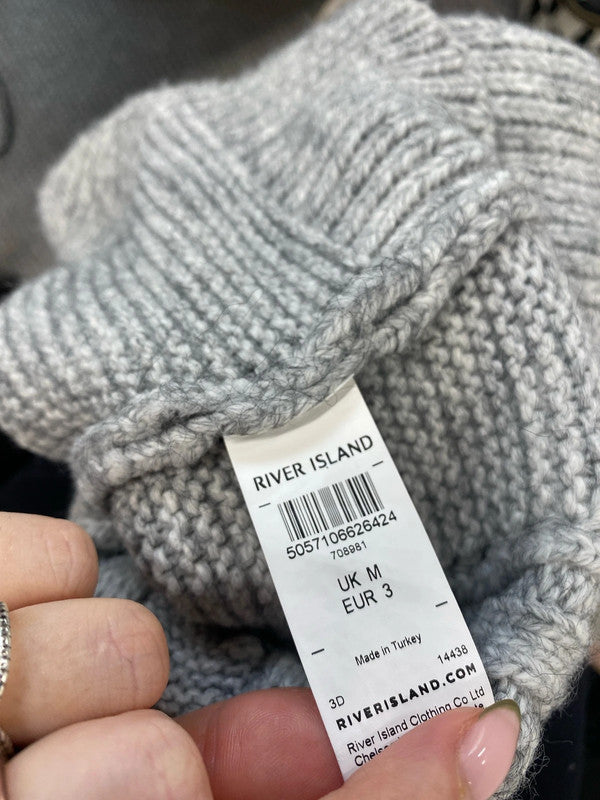 RIVER ISLAND
5057106626424
708981
UK M
EUR 3
Made in Turkey
3D 14438
RIVERISLAND.COM
River Island Clothing Co Ltd